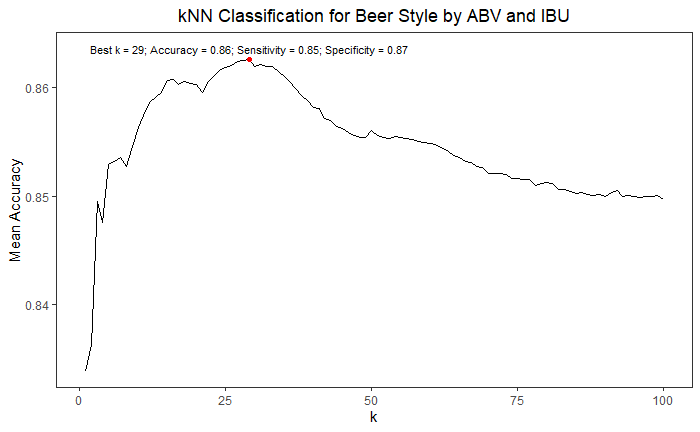 kNN Classification for Beer Style by ABV and IBU
Best k = 29; Accuracy = 0.86; Sensitivity = 0.85; Specificity = 0.87
0.86
0.85
0.84
Mean Accuracy
0 25 50 75 100
k